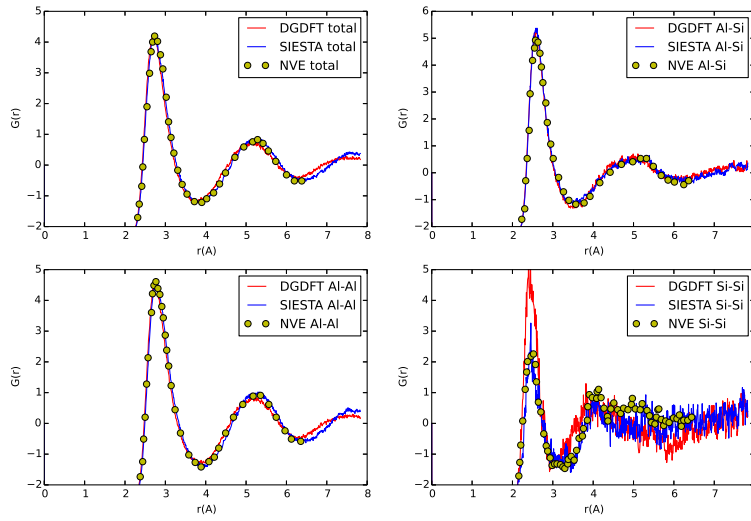 5
4
3
2
1
0
−1
−2
G(r)
0 1 2 3 4 5 6 7 8
r(A)
DGDFT total
SIESTA total
NVE total
6
5
4
3
2
1
0
−1
−2
G(r)
0 1 2 3 4 5 6 7
r(A)
DGDFT Al-Si
SIESTA Al-Si
NVE Al-Si
5
4
3
2
1
0
−1
−2
G(r)
0 1 2 3 4 5 6 7 8
r(A)
DGDFT Al-Al
SIESTA Al-Al
NVE Al-Al
5
4
3
2
1
0
−1
−2
G(r)
0 1 2 3 4 5 6 7
r(A)
DGDFT Si-Si
SIESTA Si-Si
NVE Si-Si